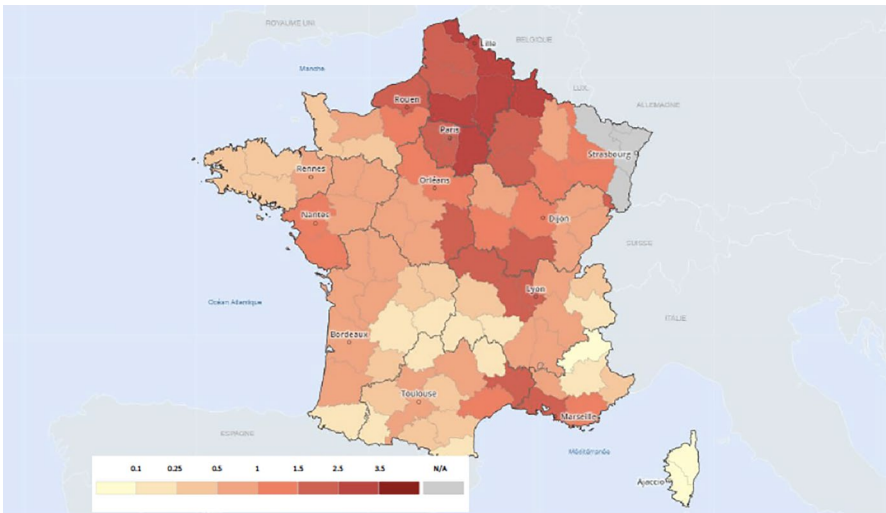 ROYAUME UNI
Lille
BELGIQUE
Manche
LUX.
Rouen
ALLEMAGNE
Paris
Strasbourg
Rennes
Orléans
Nantes
Dijon
SUISSE
Lyon
Océan Atlantique
ITALIE
Bordeaux
Toulouse
Marseille
ESPAGNE
Méditerranée
0.1 0.25 0.5 1 1.5 2.5 3.5 N/A
Ajaccio